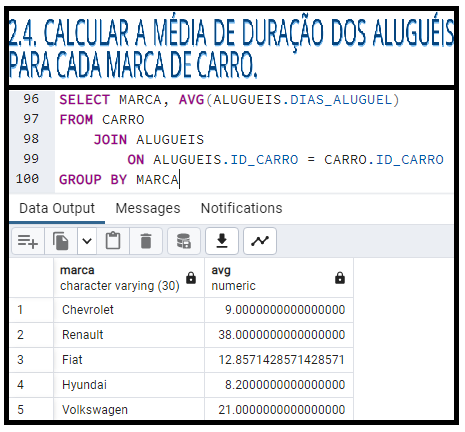 2.4. CALCULAR A MÉDIA DE DURAÇÃO DOS ALUGUÉIS
PARA CADA MARCA DE CARRO.
96 SELECT MARCA, AVG(ALUGUEIS.DIAS_ALUGUEL)
97 FROM CARRO
98 JOIN ALUGUEIS
99 ON ALUGUEIS.ID_CARRO = CARRO.ID_CARRO
100 GROUP BY MARCA
Data Output Messages Notifications
marca avg
character varying (30) numeric
1 Chevrolet 9.0000000000000000
2 Renault 38.0000000000000000
3 Fiat 12.8571428571428571
4 Hyundai 8.2000000000000000
5 Volkswagen 21.0000000000000000